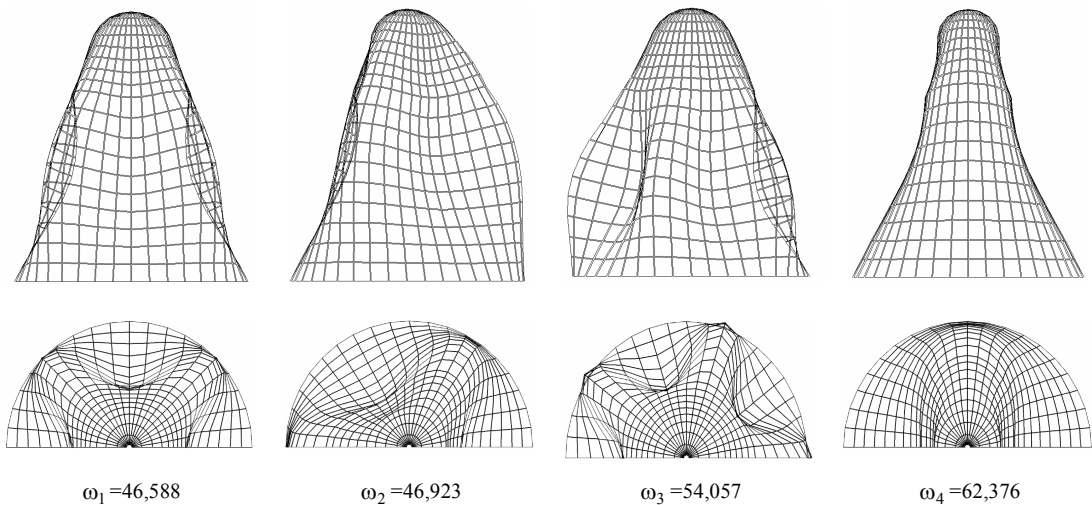 ω₁ =46,588 ω₂ =46,923 ω₃ =54,057 ω₄ =62,376